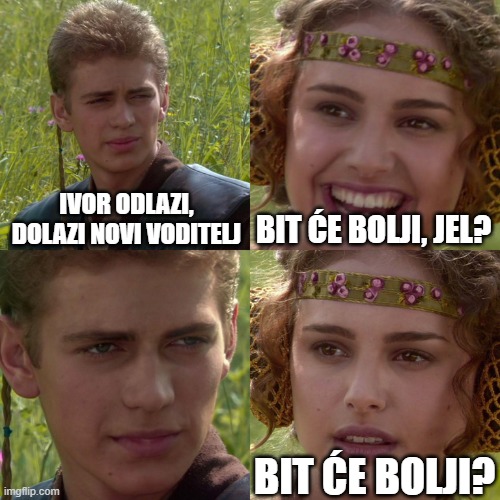 IVOR ODLAZI,
DOLAZI NOVI VODITELJ
BIT ĆE BOLJI, JEL?
BIT ĆE BOLJI?
imgflip.com